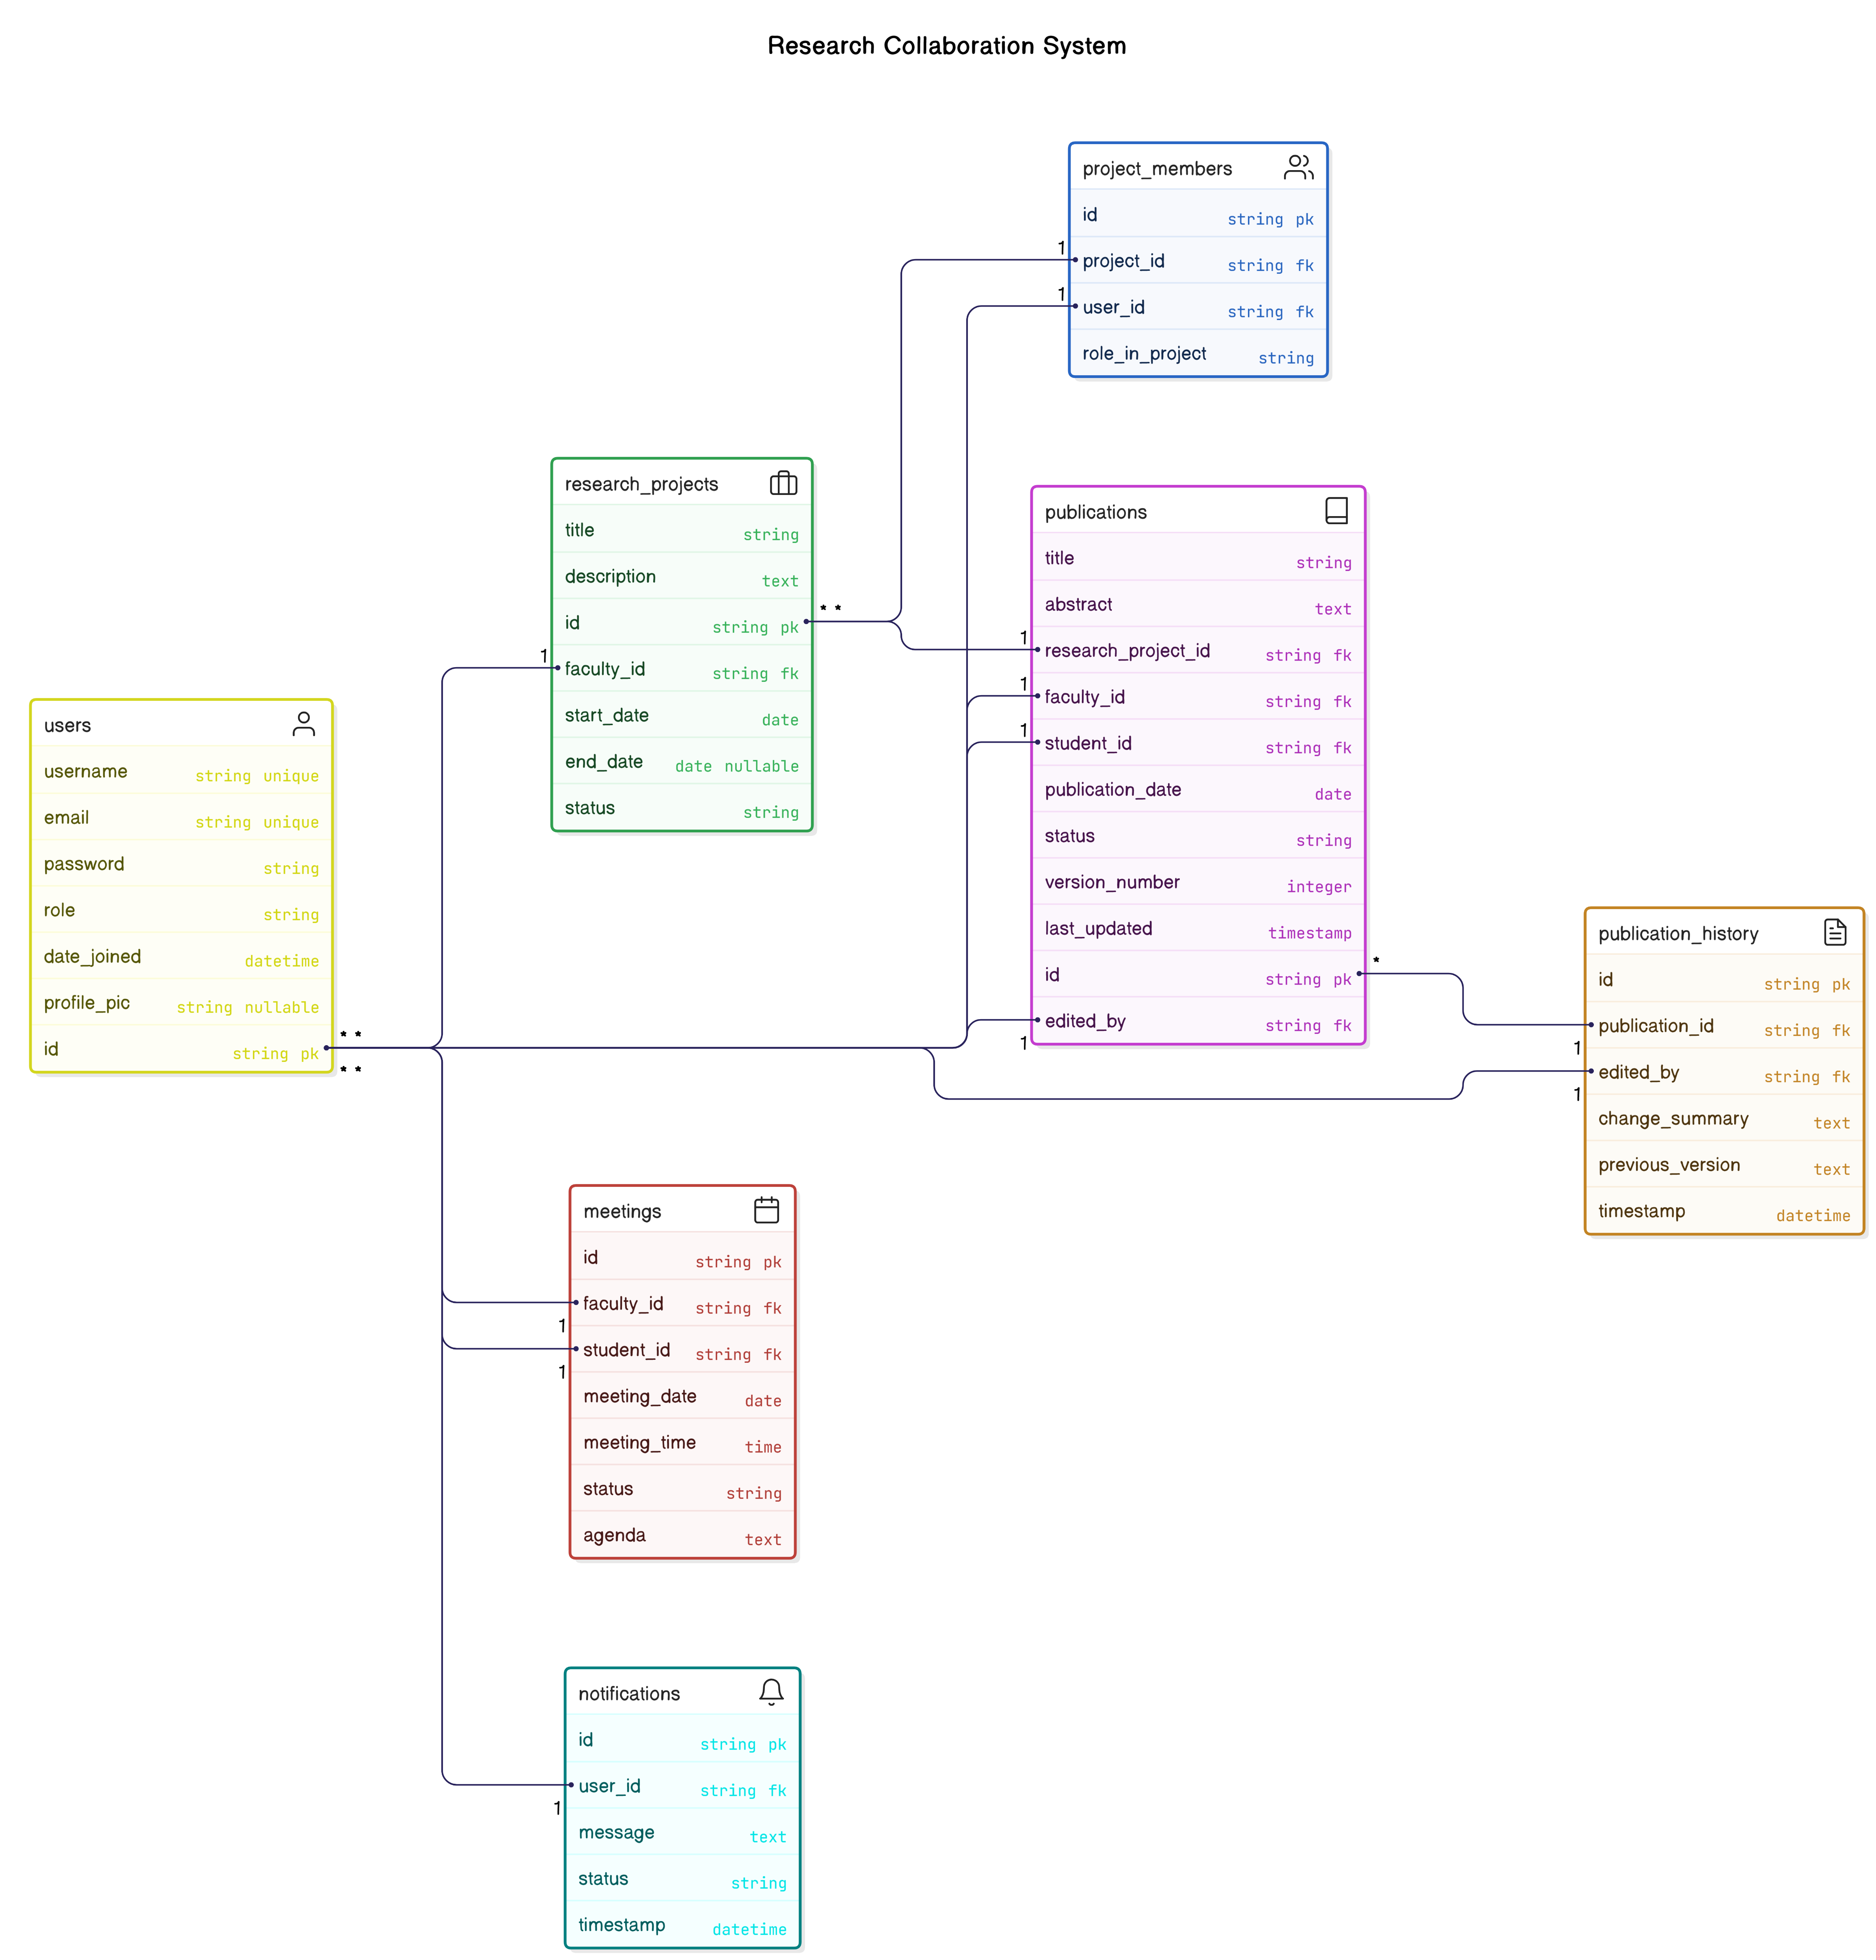 Research Collaboration System
project_members
id string pk
1
project_id string fk
1
user_id string fk
role_in_project string
research_projects
title string
description text
* *
id string pk
1
faculty_id string fk
start_date date
end_date date nullable
status string
publications
title string
abstract text
1
research_project_id string fk
1
faculty_id string fk
1
student_id string fk
publication_date date
status string
version_number integer
last_updated timestamp
*
id string pk
edited_by string fk
1
users
username string unique
email string unique
password string
role string
date_joined datetime
profile_pic string nullable
* *
id string pk
* *
publication_history
id string pk
publication_id string fk
1
edited_by string fk
1
change_summary text
previous_version text
timestamp datetime
meetings
id string pk
faculty_id string fk
1
student_id string fk
1
meeting_date date
meeting_time time
status string
agenda text
notifications
id string pk
user_id string fk
1
message text
status string
timestamp datetime